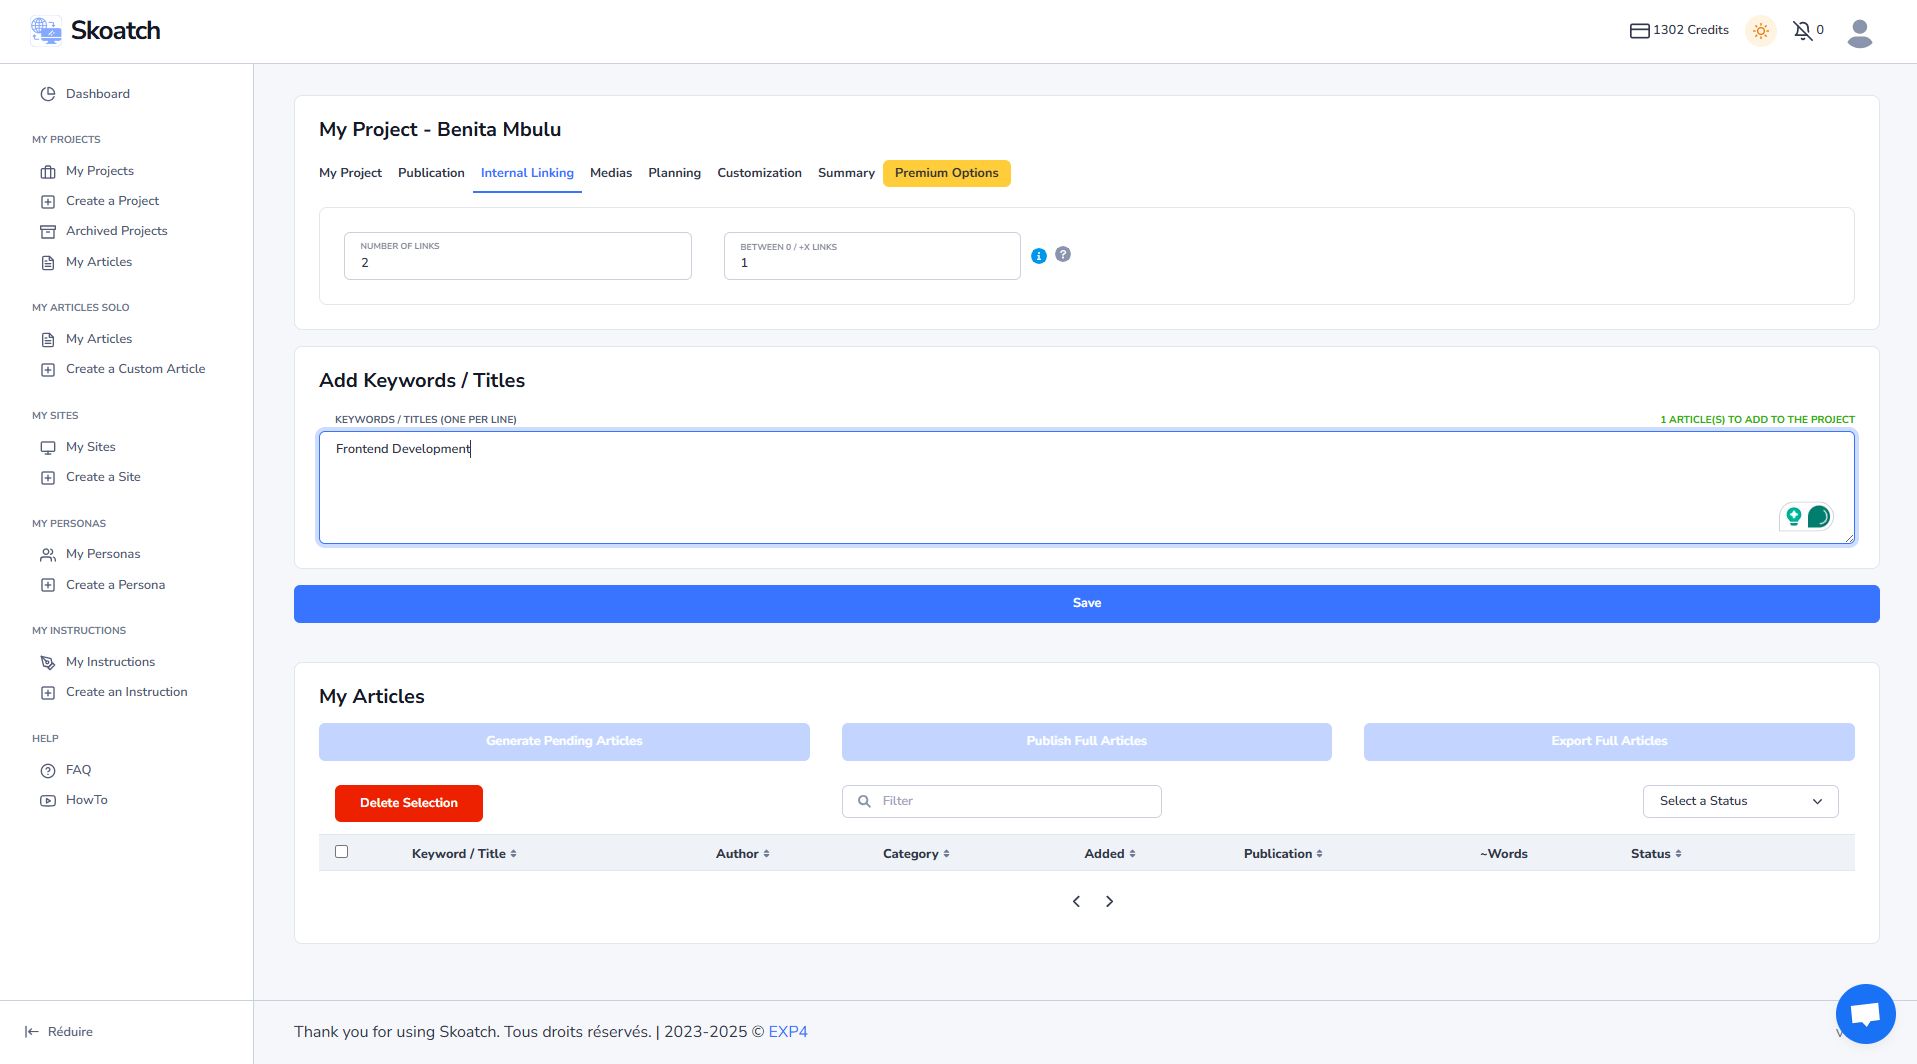 Skoatch
1302 Credits
0
Dashboard
MY PROJECTS
My Projects
Create a Project
Archived Projects
My Articles
MY ARTICLES SOLO
My Articles
Create a Custom Article
MY SITES
My Sites
Create a Site
MY PERSONAS
My Personas
Create a Persona
MY INSTRUCTIONS
My Instructions
Create an Instruction
HELP
FAQ
HowTo
Réduire
My Project - Benita Mbulu
My Project Publication Internal Linking Medias Planning Customization Summary Premium Options
NUMBER OF LINKS
2
BETWEEN 0 / +X LINKS
1
Add Keywords / Titles
KEYWORDS / TITLES (ONE PER LINE)
1 ARTICLE(S) TO ADD TO THE PROJECT
Frontend Development
Save
My Articles
Generate Pending Articles Publish Full Articles Export Full Articles
Delete Selection Filter Select a Status
Keyword / Title Author Category Added Publication ~Words Status
Thank you for using Skoatch. Tous droits réservés. | 2023-2025 © EXP4